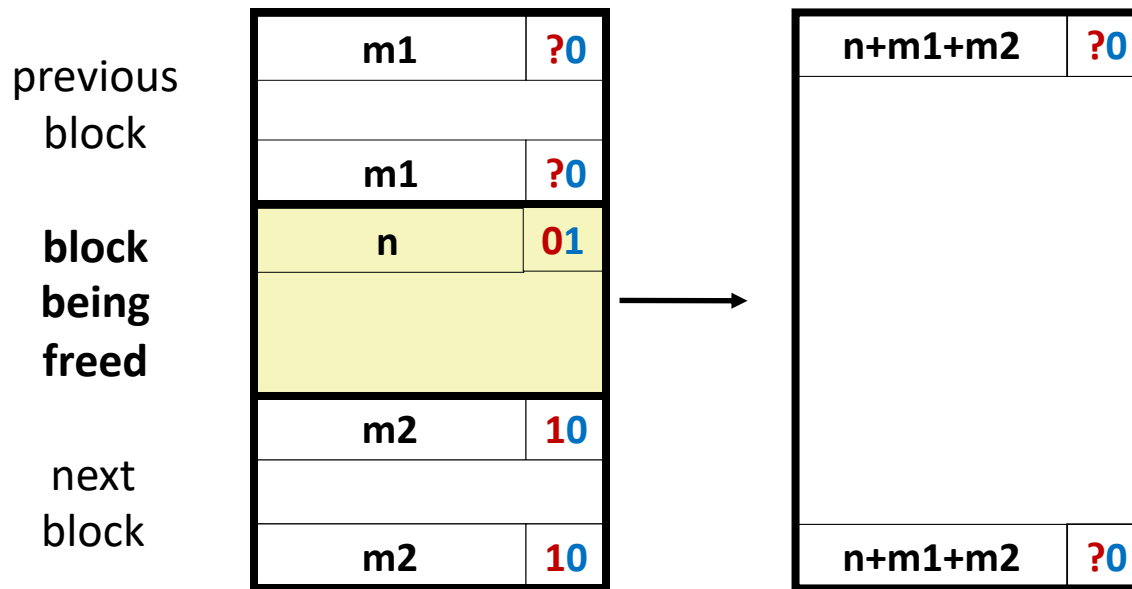 previous
block
m1 ?0
m1 ?0
block
being
freed
n 01
next
block
m2 10
m2 10
n+m1+m2 ?0
n+m1+m2 ?0